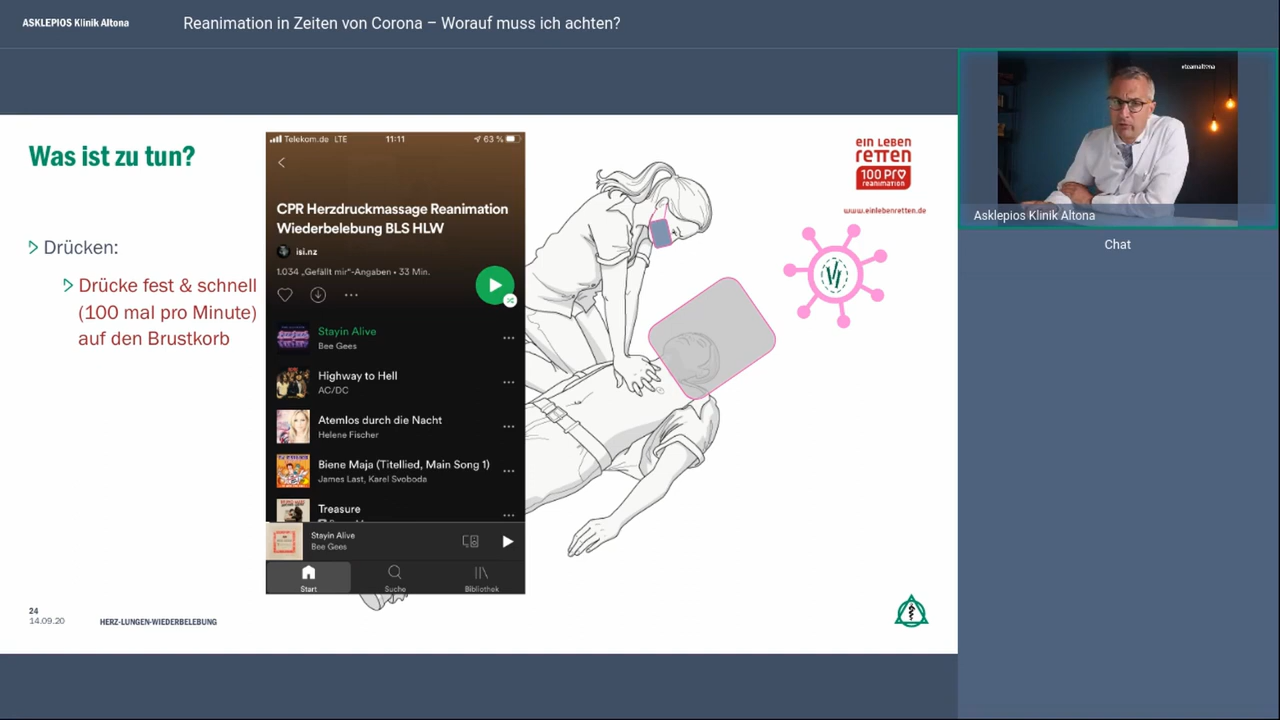 ASKLEPIOS Klinik Altona
Reanimation in Zeiten von Corona – Worauf muss ich achten?
#teamaltona
Asklepios Klinik Altona
Chat
Was ist zu tun?
Drücken:
Drücke fest & schnell
(100 mal pro Minute)
auf den Brustkorb
Telekom.de LTE
11:11
63 %
CPR Herzdruckmassage Reanimation
Wiederbelebung BLS HLW
isi.nz
1.034 „Gefällt mir“-Angaben • 33 Min.
Stayin Alive
Bee Gees
Highway to Hell
AC/DC
Atemlos durch die Nacht
Helene Fischer
Biene Maja (Titellied, Main Song 1)
James Last, Karel Svoboda
Treasure
Stayin Alive
Bee Gees
Start
Suche
Bibliothek
ein Leben
retten
100 Pro
reanimation
www.einlebenretten.de
24
14.09.20
HERZ-LUNGEN-WIEDERBELEBUNG